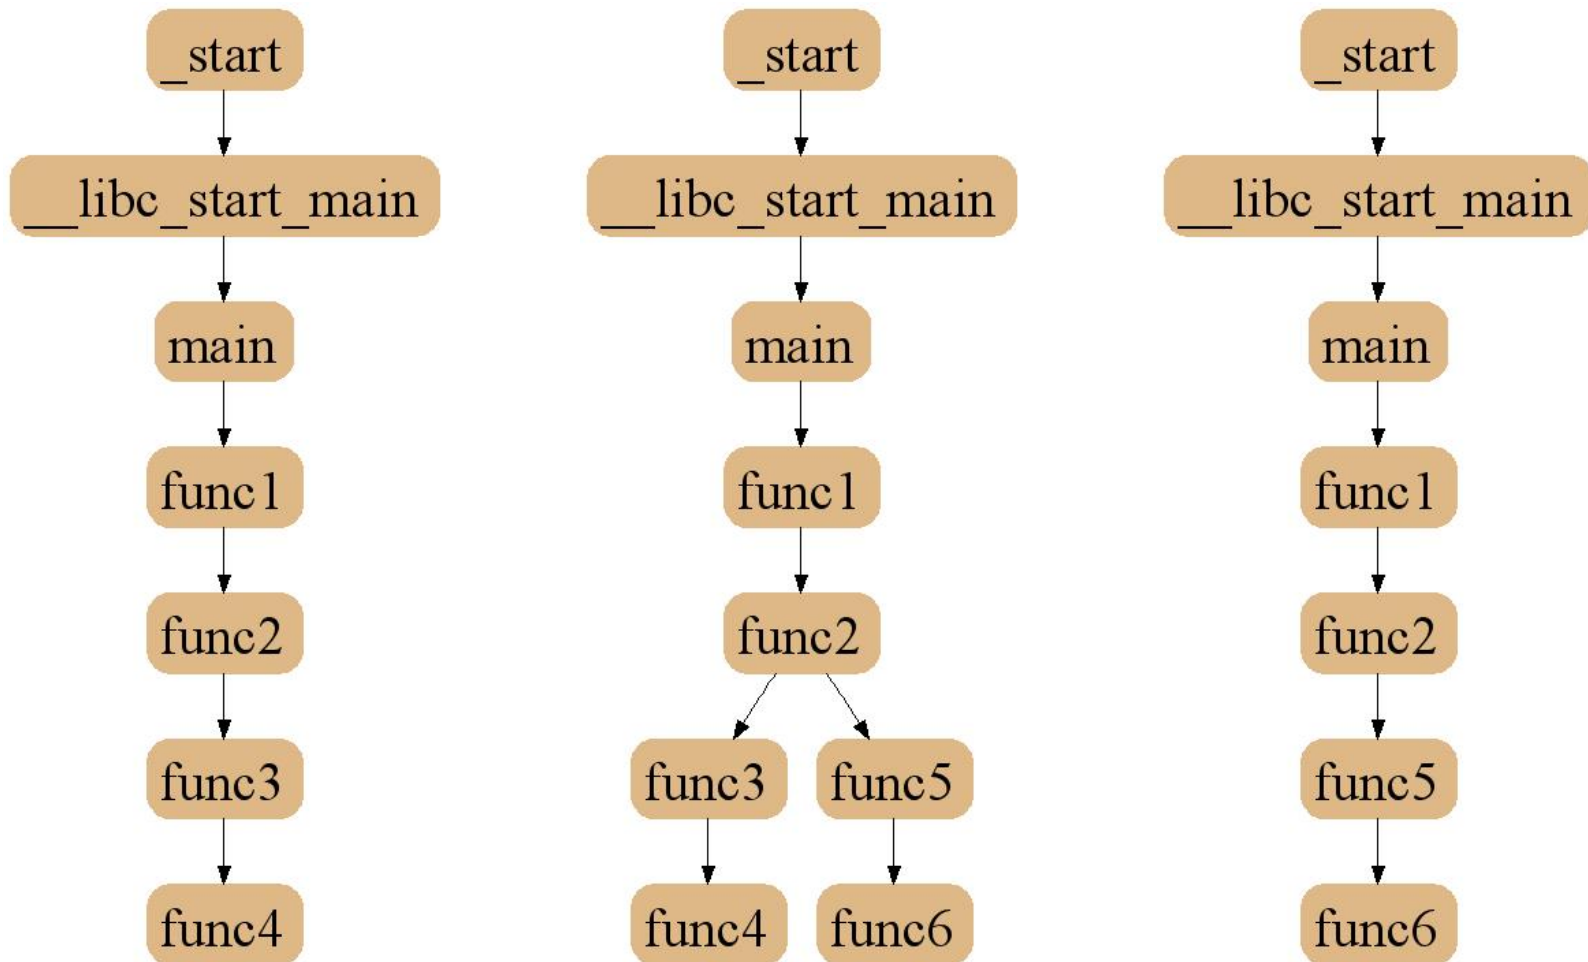 _start
__libc_start_main
main
func1
func2
func3
func4
_start
__libc_start_main
main
func1
func2
func3
func5
func4
func6
_start
__libc_start_main
main
func1
func2
func5
func6